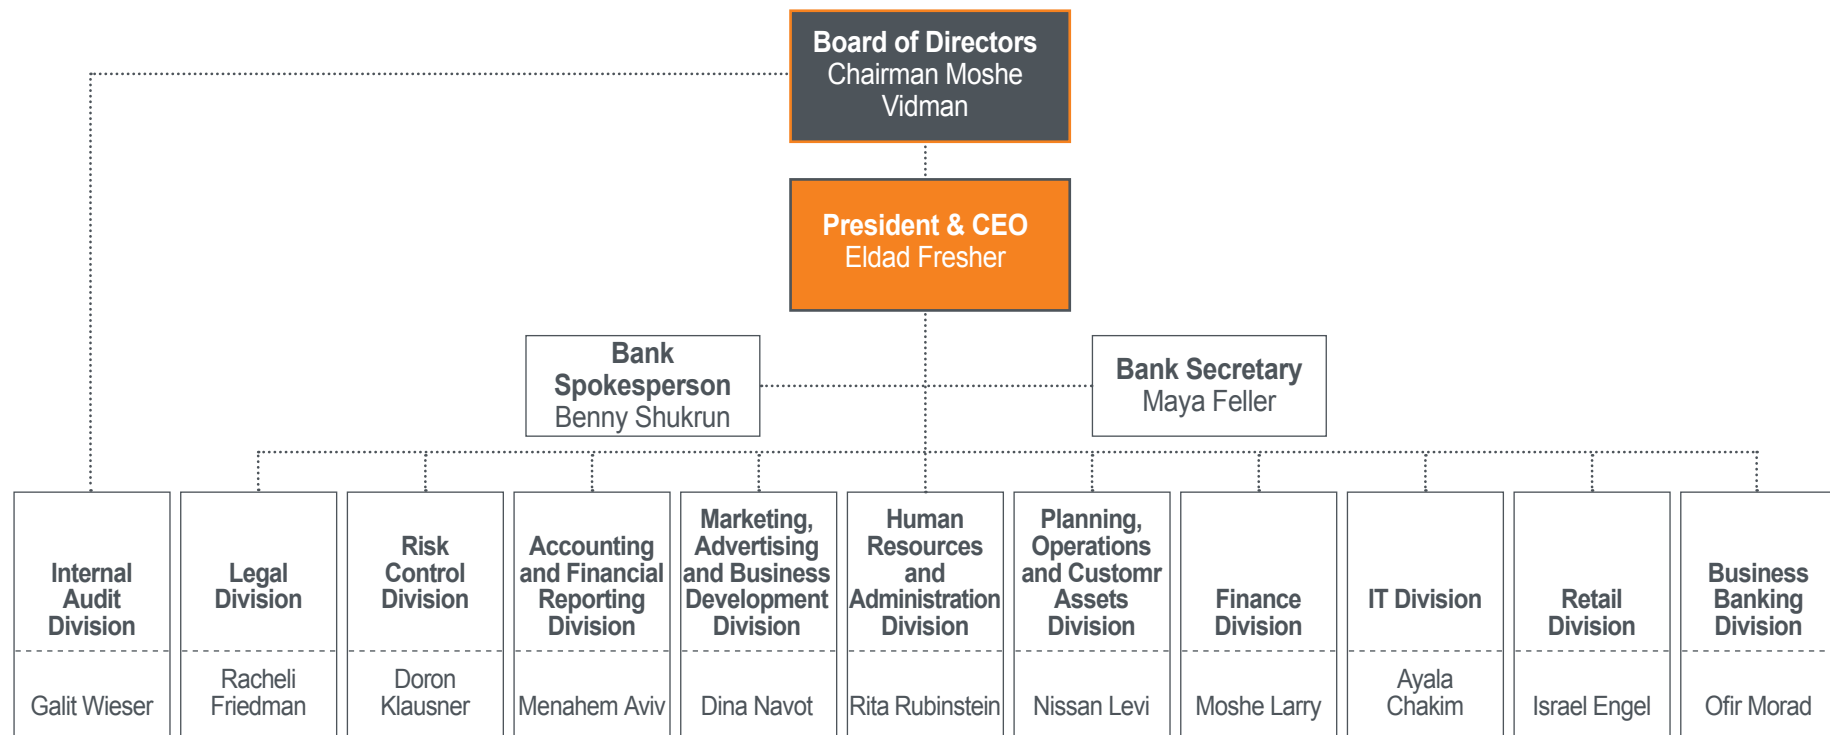 Board of Directors
Chairman Moshe
Vidman
President & CEO
Eldad Fresher
Bank
Spokesperson
Benny Shukrun
Bank Secretary
Maya Feller
Internal
Audit
Division
Galit Wieser
Legal
Division
Racheli
Friedman
Risk
Control
Division
Doron
Klausner
Accounting
and Financial
Reporting
Division
Menahem Aviv
Marketing,
Advertising
and Business
Development
Division
Dina Navot
Human
Resources
and
Administration
Division
Rita Rubinstein
Planning,
Operations
and Customr
Assets
Division
Nissan Levi
Finance
Division
Moshe Larry
IT Division
Ayala
Chakim
Retail
Division
Israel Engel
Business
Banking
Division
Ofir Morad